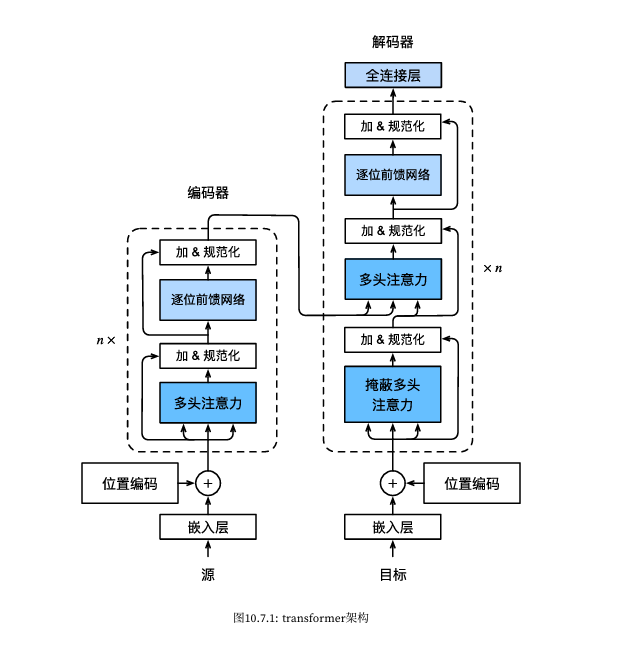 解码器
全连接层
加 & 规范化
逐位前馈网络
加 & 规范化
多头注意力
加 & 规范化
掩蔽多头
注意力
× n
位置编码
嵌入层
目标
编码器
加 & 规范化
逐位前馈网络
加 & 规范化
多头注意力
n ×
位置编码
嵌入层
源
+
+
图10.7.1: transformer架构